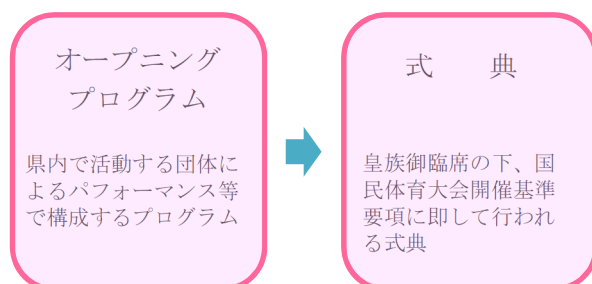 オープニング
プログラム
県内で活動する団体に
よるパフォーマンス等
で構成するプログラム
式　典
皇族御臨席の下、国
民体育大会開催基準
要項に即して行われ
る式典